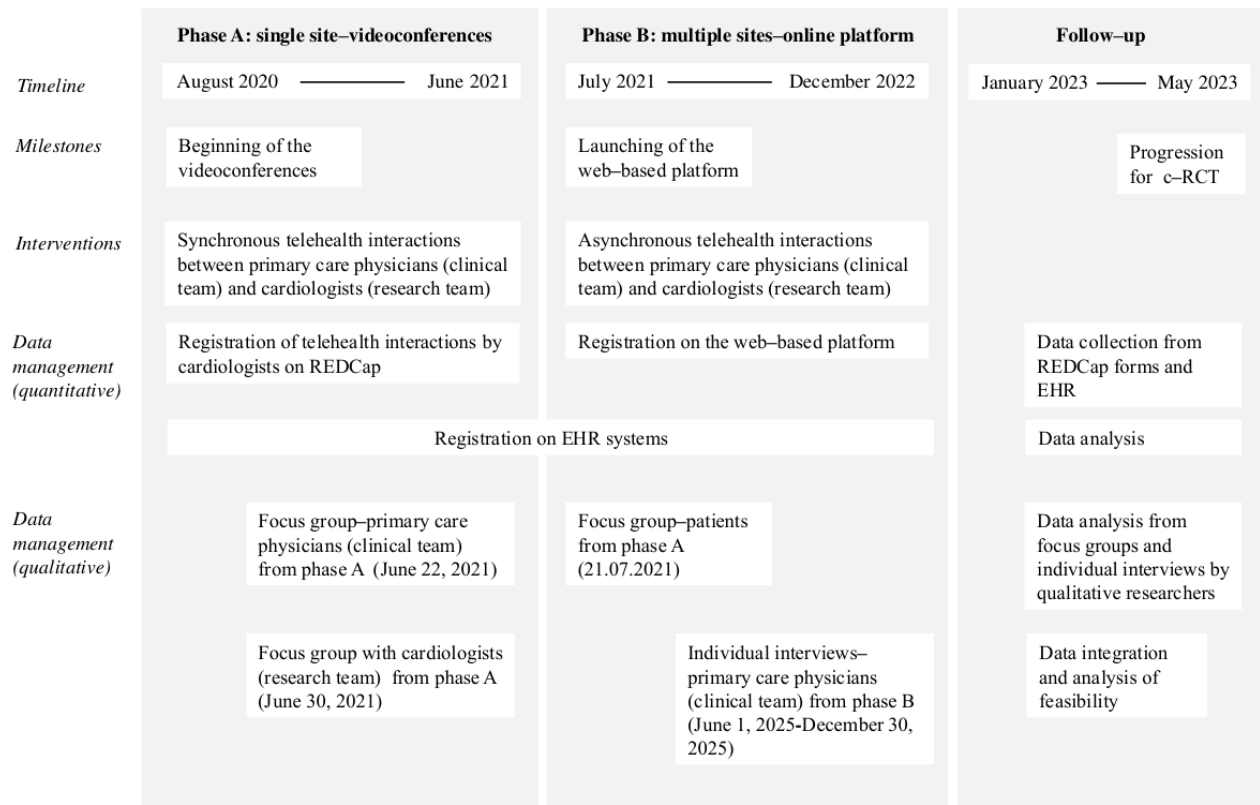 Phase A: single site–videoconferences
Phase B: multiple sites–online platform
Follow–up
Timeline
August 2020
June 2021
July 2021
December 2022
January 2023
May 2023
Milestones
Beginning of the
videoconferences
Launching of the
web–based platform
Progression
for c–RCT
Interventions
Synchronous telehealth interactions
between primary care physicians (clinical
team) and cardiologists (research team)
Asynchronous telehealth interactions
between primary care physicians (clinical
team) and cardiologists (research team)
Data
management
(quantitative)
Registration of telehealth interactions by
cardiologists on REDCap
Registration on the web–based platform
Data collection from
REDCap forms and
EHR
Registration on EHR systems
Data analysis
Data
management
(qualitative)
Focus group–primary care
physicians (clinical team)
from phase A (June 22, 2021)
Focus group–patients
from phase A
(21.07.2021)
Data analysis from
focus groups and
individual interviews by
qualitative researchers
Focus group with cardiologists
(research team) from phase A
(June 30, 2021)
Individual interviews–
primary care physicians
(clinical team) from phase B
(June 1, 2025-December 30,
2025)
Data integration
and analysis of
feasibility